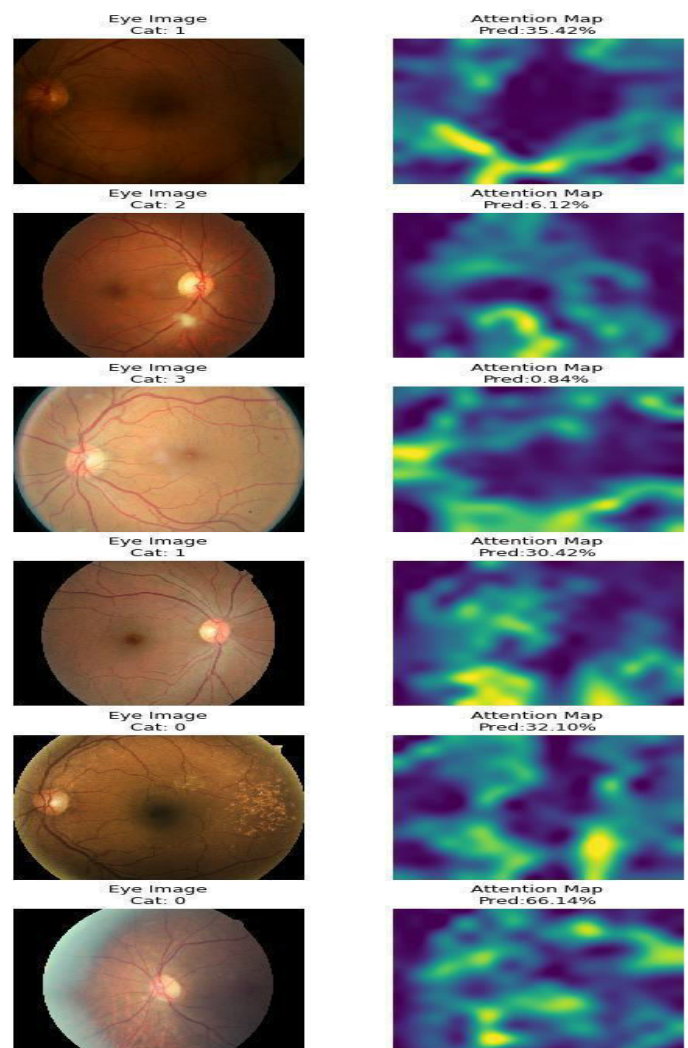 Eye Image
Cat: 1
Attention Map
Pred:35.42%
Eye Image
Cat: 2
Attention Map
Pred:6.12%
Eye Image
Cat: 3
Attention Map
Pred:0.84%
Eye Image
Cat: 1
Attention Map
Pred:30.42%
Eye Image
Cat: 0
Attention Map
Pred:32.10%
Eye Image
Cat: 0
Attention Map
Pred:66.14%